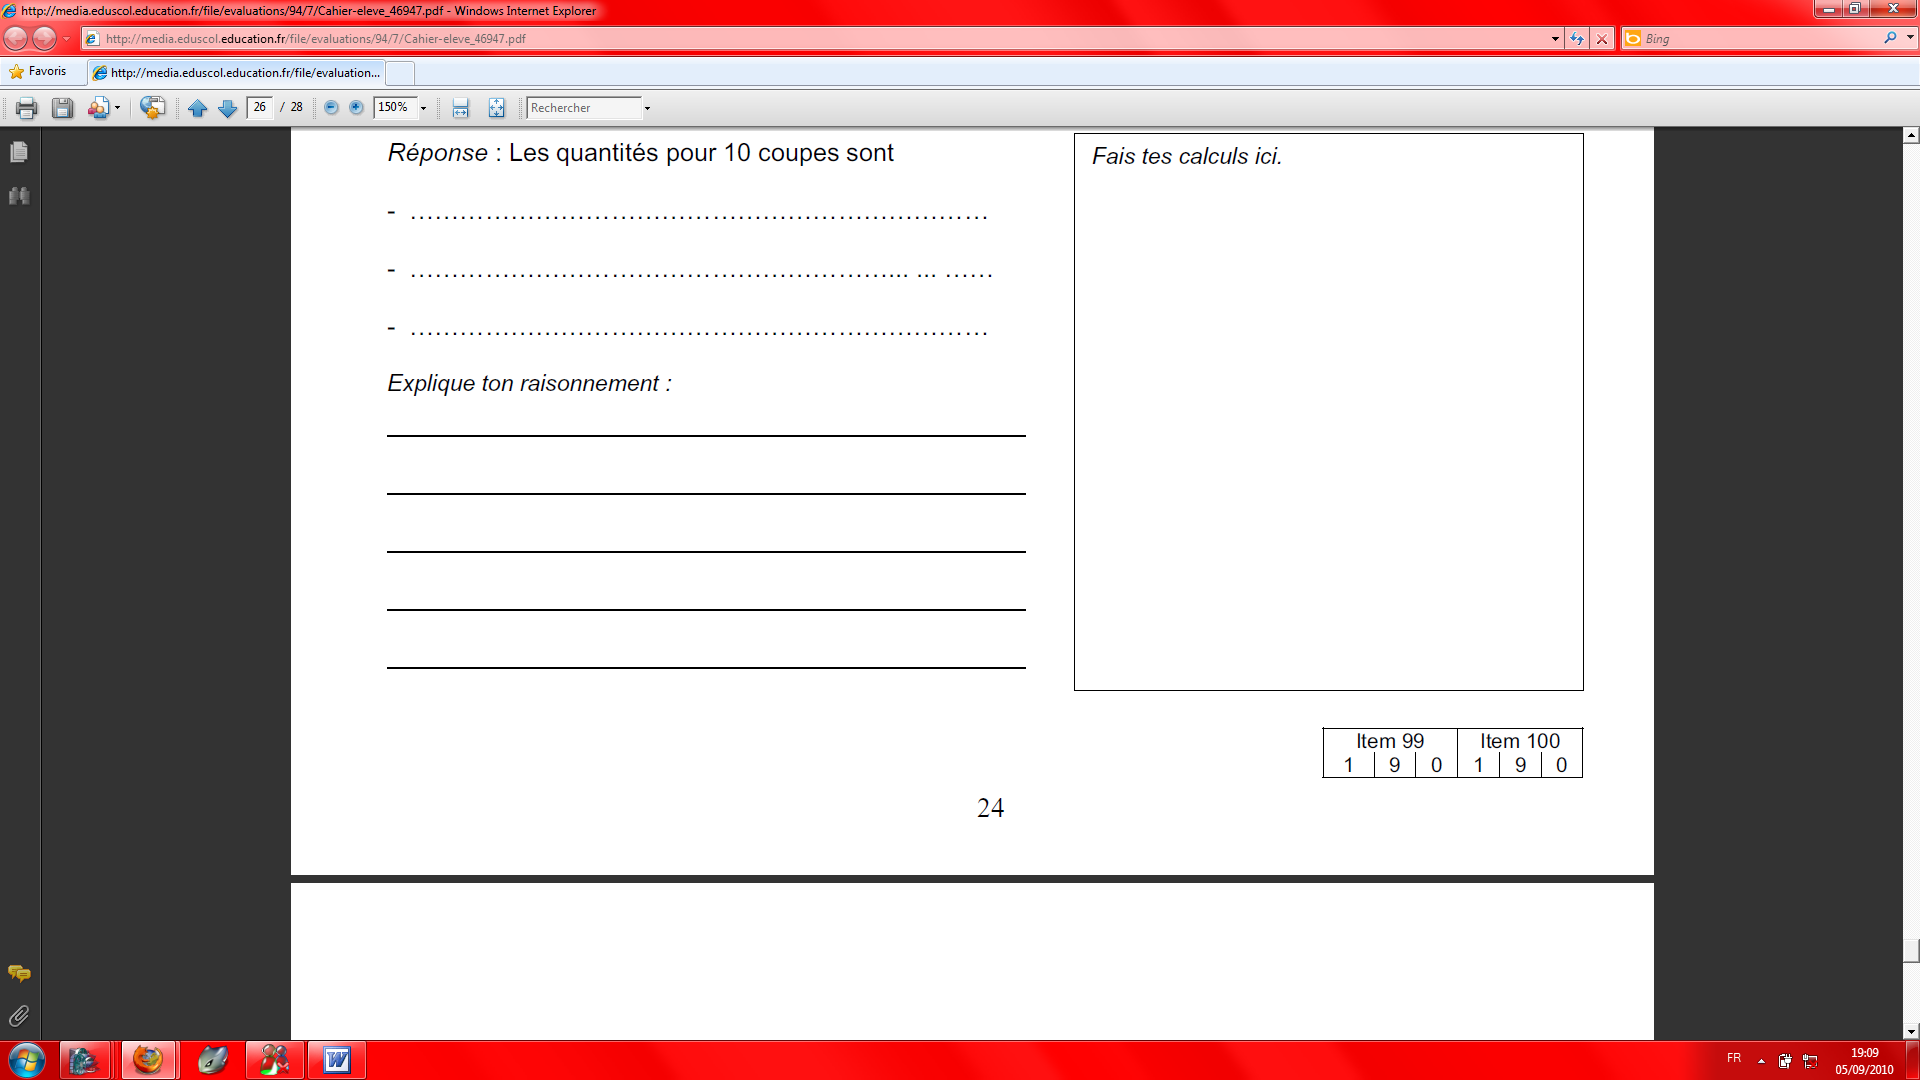 http://media.eduscol.education.fr/file/evaluations/94/7/Cahier-eleve_46947.pdf - Windows Internet Explorer
http://media.eduscol.education.fr/file/evaluations/94/7/Cahier-eleve_46947.pdf
Bing
Favoris
http://media.eduscol.education.fr/file/evaluation...
26 / 28
150%
Rechercher
Réponse : Les quantités pour 10 coupes sont
- ……………………………………………………………
- …………………………………………………... ... ……
- ……………………………………………………………
Explique ton raisonnement :
Fais tes calculs ici.
Item 99 Item 100
1 9 0 1 9 0
24
FR
19:09
05/09/2010